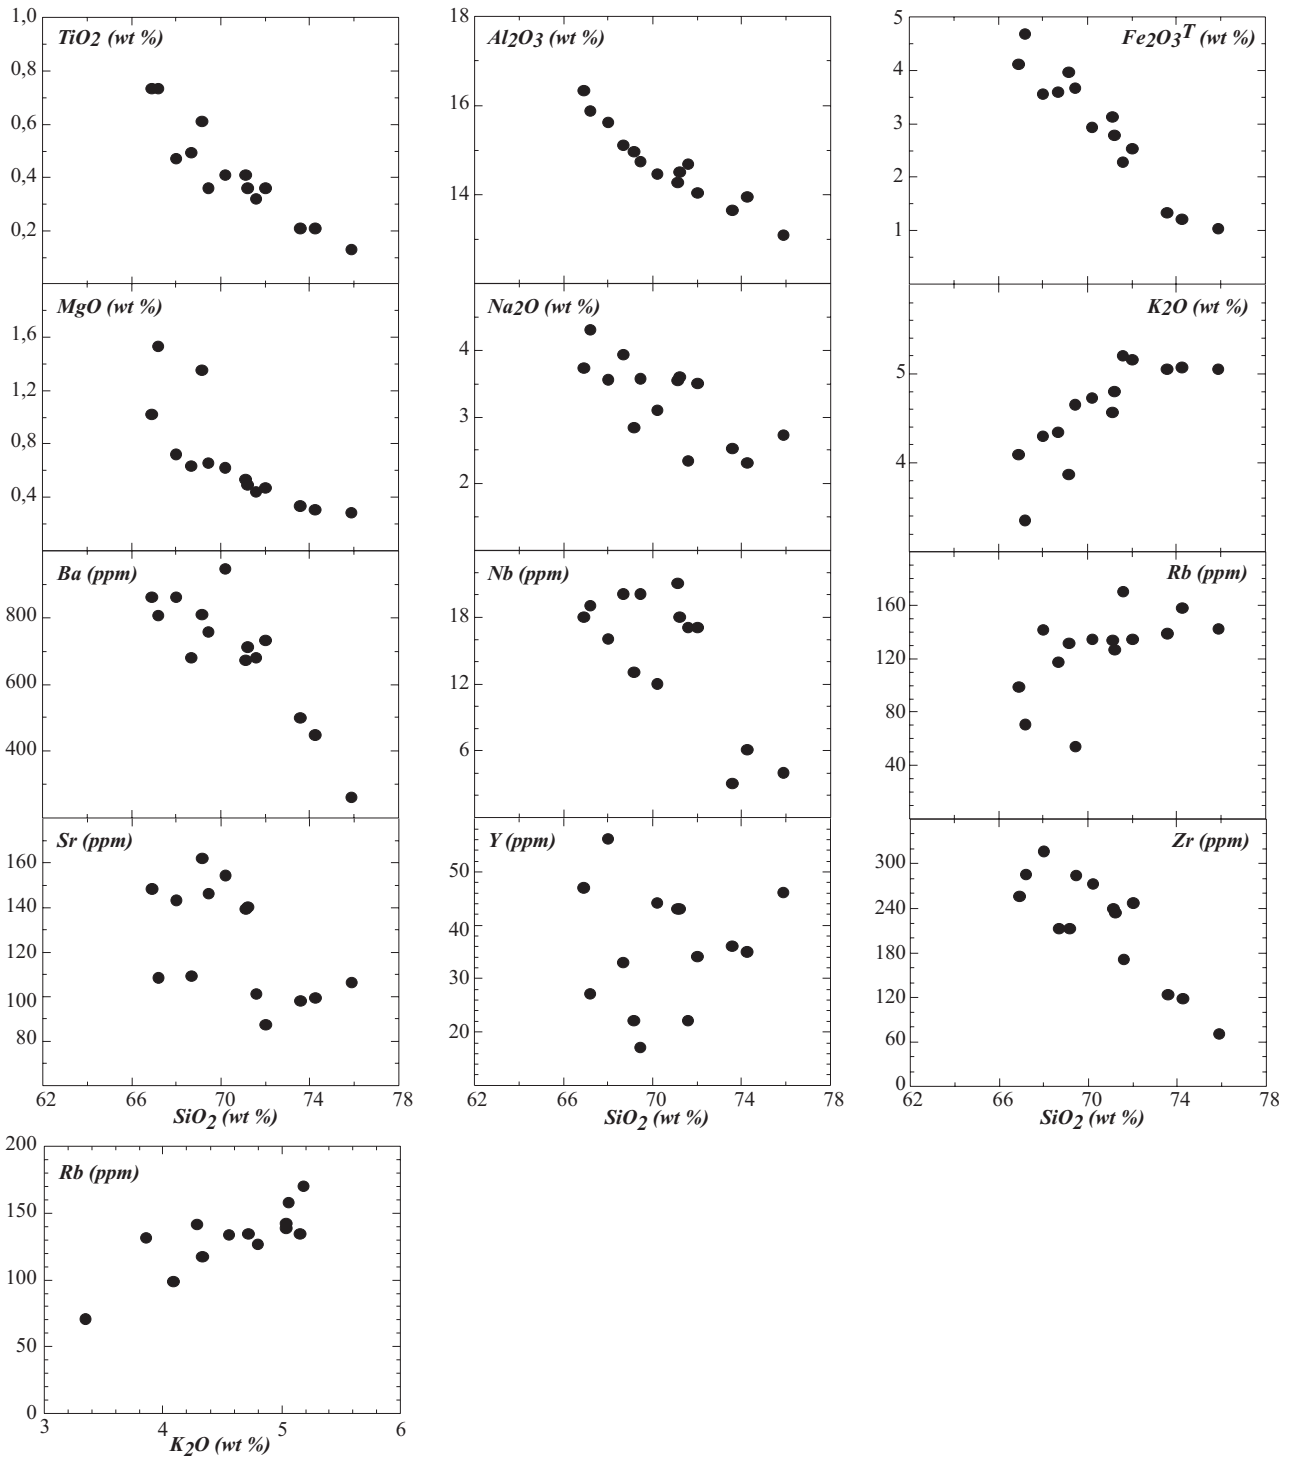 TiO2 (wt %)
1,0
0,8
0,6
0,4
0,2
Al2O3 (wt %)
18
16
14
Fe2O3T (wt %)
5
4
3
2
1
MgO (wt %)
1,6
1,2
0,8
0,4
Na2O (wt %)
4
3
2
K2O (wt %)
5
4
Ba (ppm)
800
600
400
Nb (ppm)
18
12
6
Rb (ppm)
160
120
80
40
Sr (ppm)
160
140
120
100
80
62 66 70 74 78
SiO2 (wt %)
Y (ppm)
50
40
30
20
62 66 70 74 78
SiO2 (wt %)
Zr (ppm)
300
240
180
120
60
0
62 66 70 74 78
SiO2 (wt %)
Rb (ppm)
200
150
100
50
0
3 4 5 6
K2O (wt %)